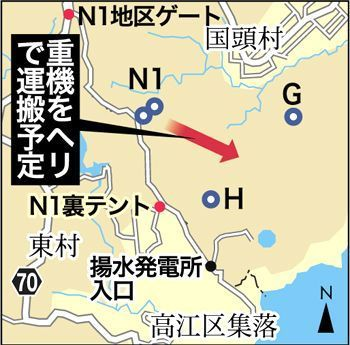 N1地区ゲート
国頭村
重機をヘリ
で運搬予定
N1
G
N1裏テント
H
東村
揚水発電所
入口
70
高江区集落
N